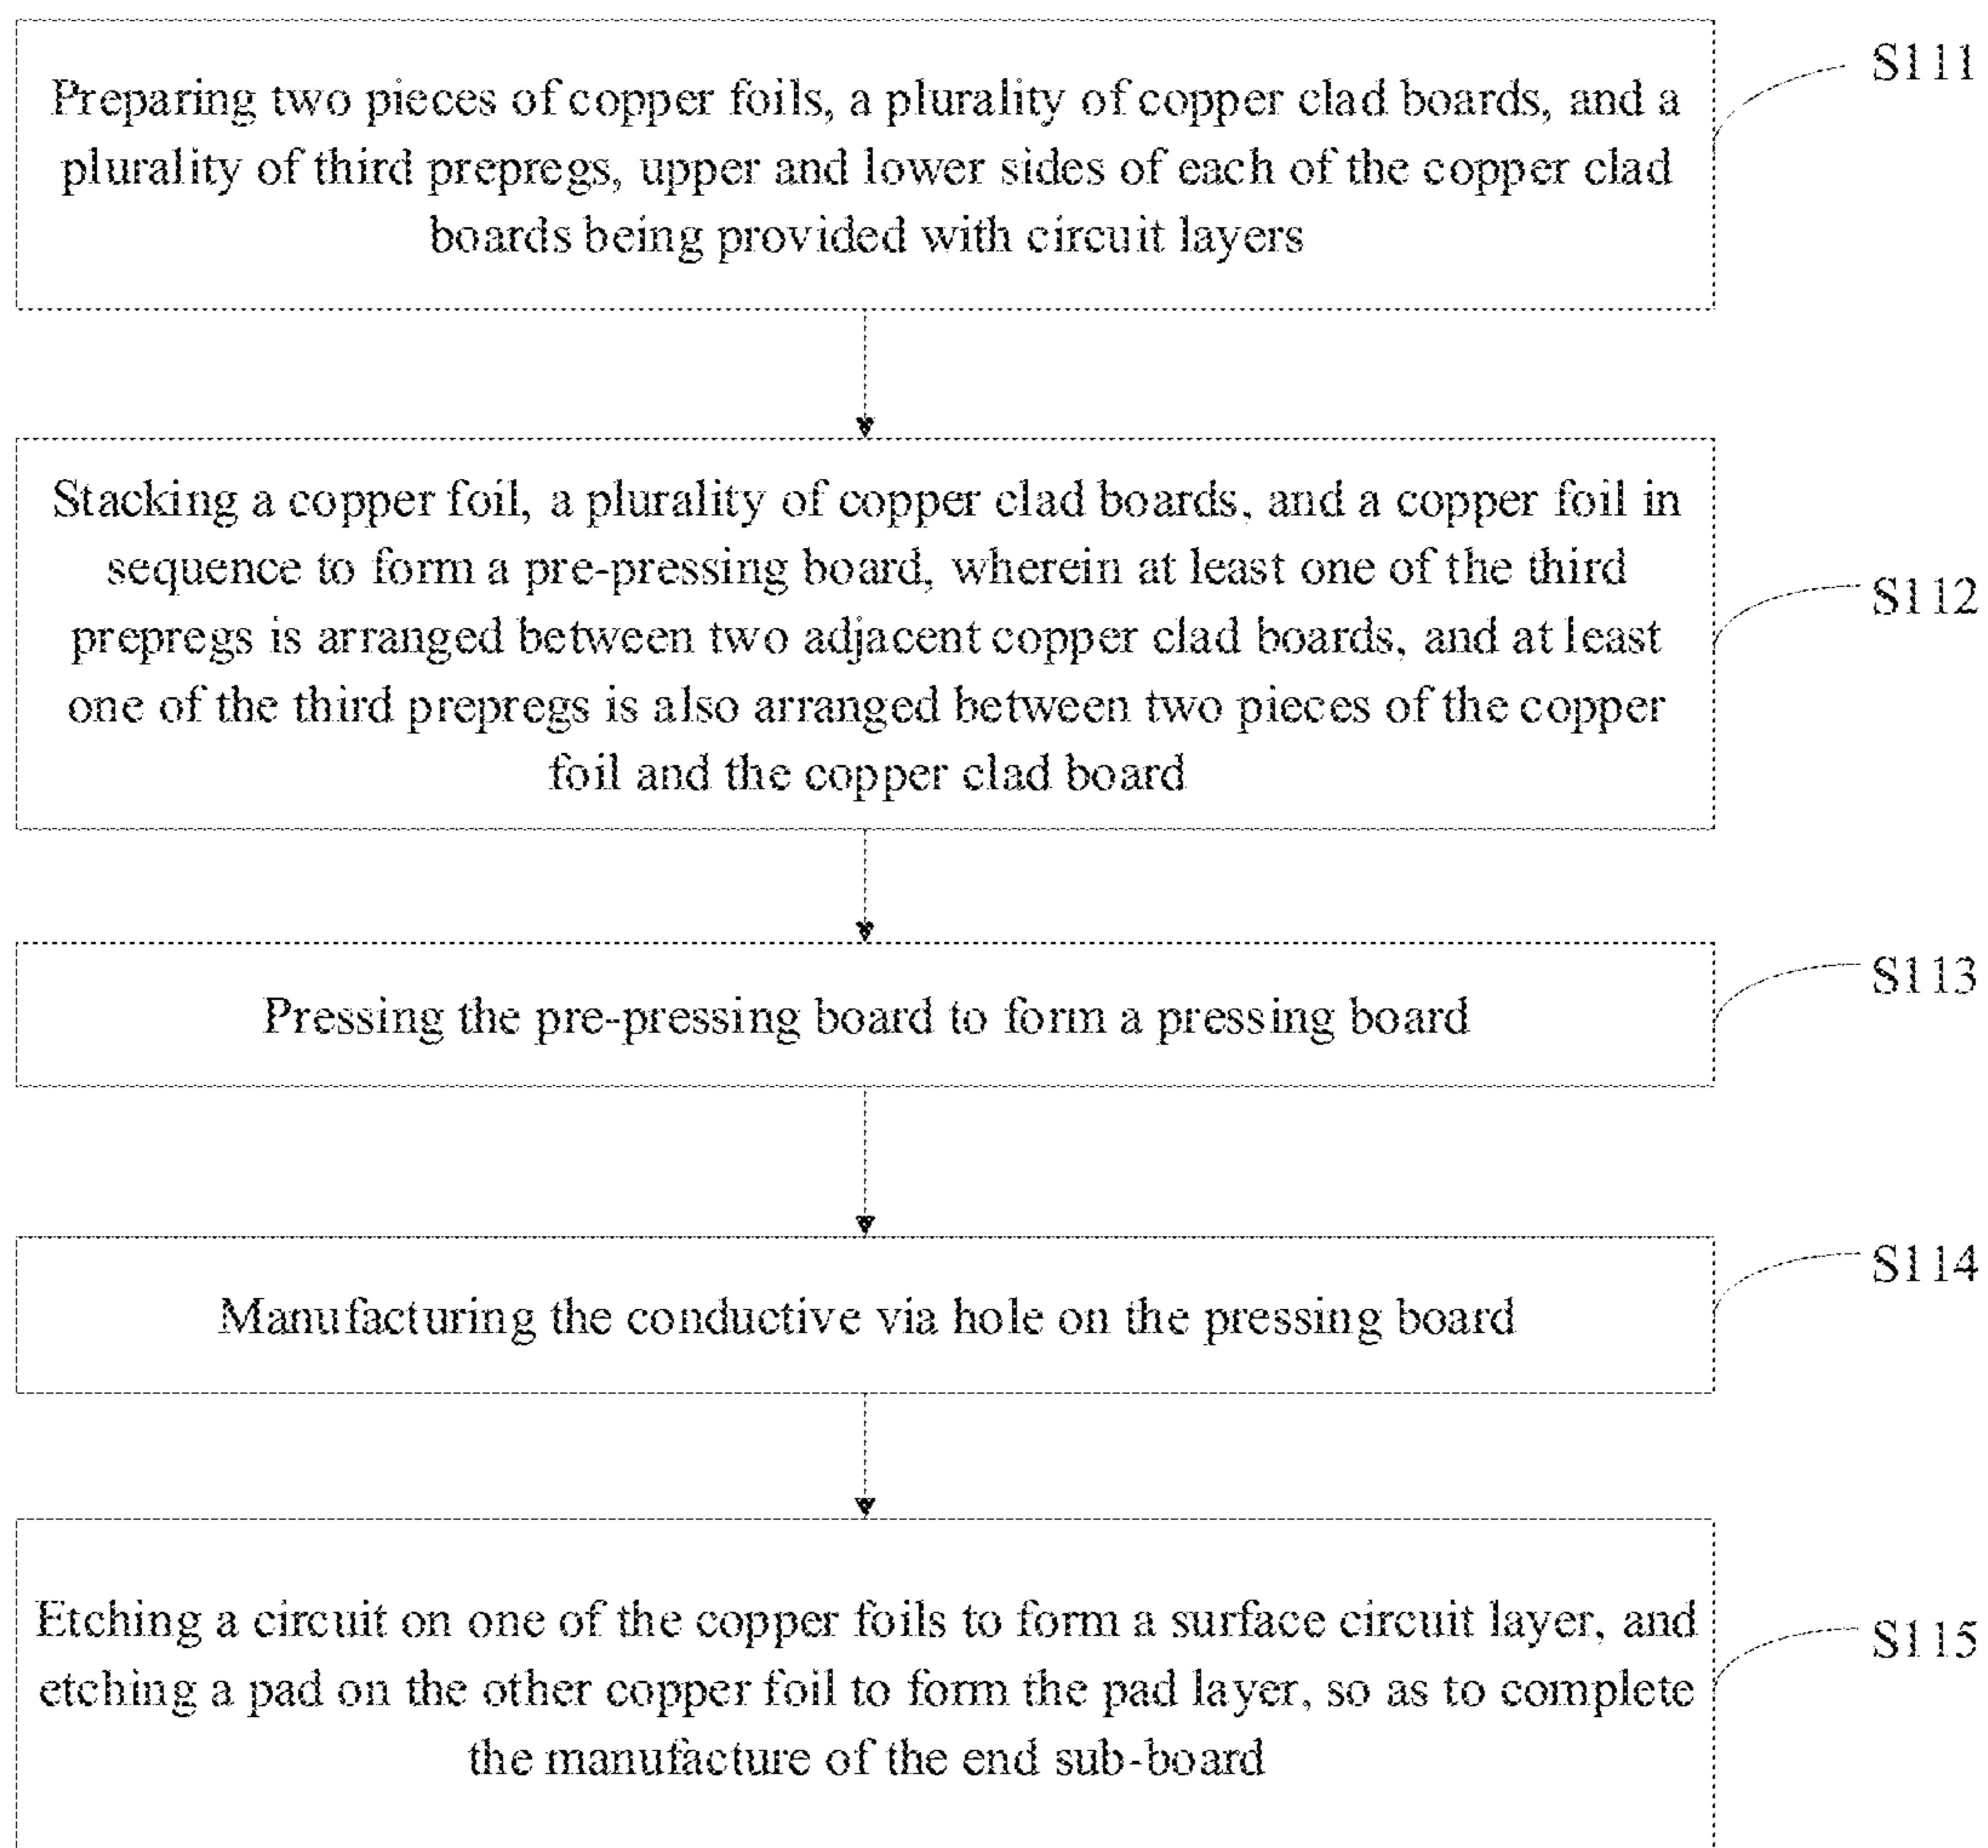 Preparing two pieces of copper foils, a plurality of copper clad boards, and a
plurality of third prepregs, upper and lower sides of each of the copper clad
boards being provided with circuit layers
S111
Stacking a copper foil, a plurality of copper clad boards, and a copper foil in
sequence to form a pre-pressing board, wherein at least one of the third
prepregs is arranged between two adjacent copper clad boards, and at least
one of the third prepregs is also arranged between two pieces of the copper
foil and the copper clad board
S112
Pressing the pre-pressing board to form a pressing board
S113
Manufacturing the conductive via hole on the pressing board
S114
Etching a circuit on one of the copper foils to form a surface circuit layer, and
etching a pad on the other copper foil to form the pad layer, so as to complete
the manufacture of the end sub-board
S115